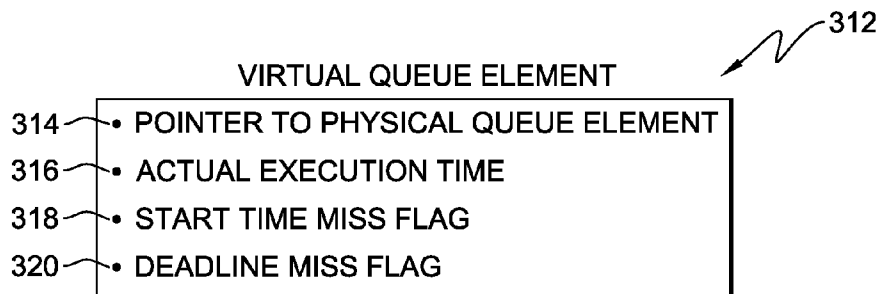 312
VIRTUAL QUEUE ELEMENT
314 • POINTER TO PHYSICAL QUEUE ELEMENT
316 • ACTUAL EXECUTION TIME
318 • START TIME MISS FLAG
320 • DEADLINE MISS FLAG